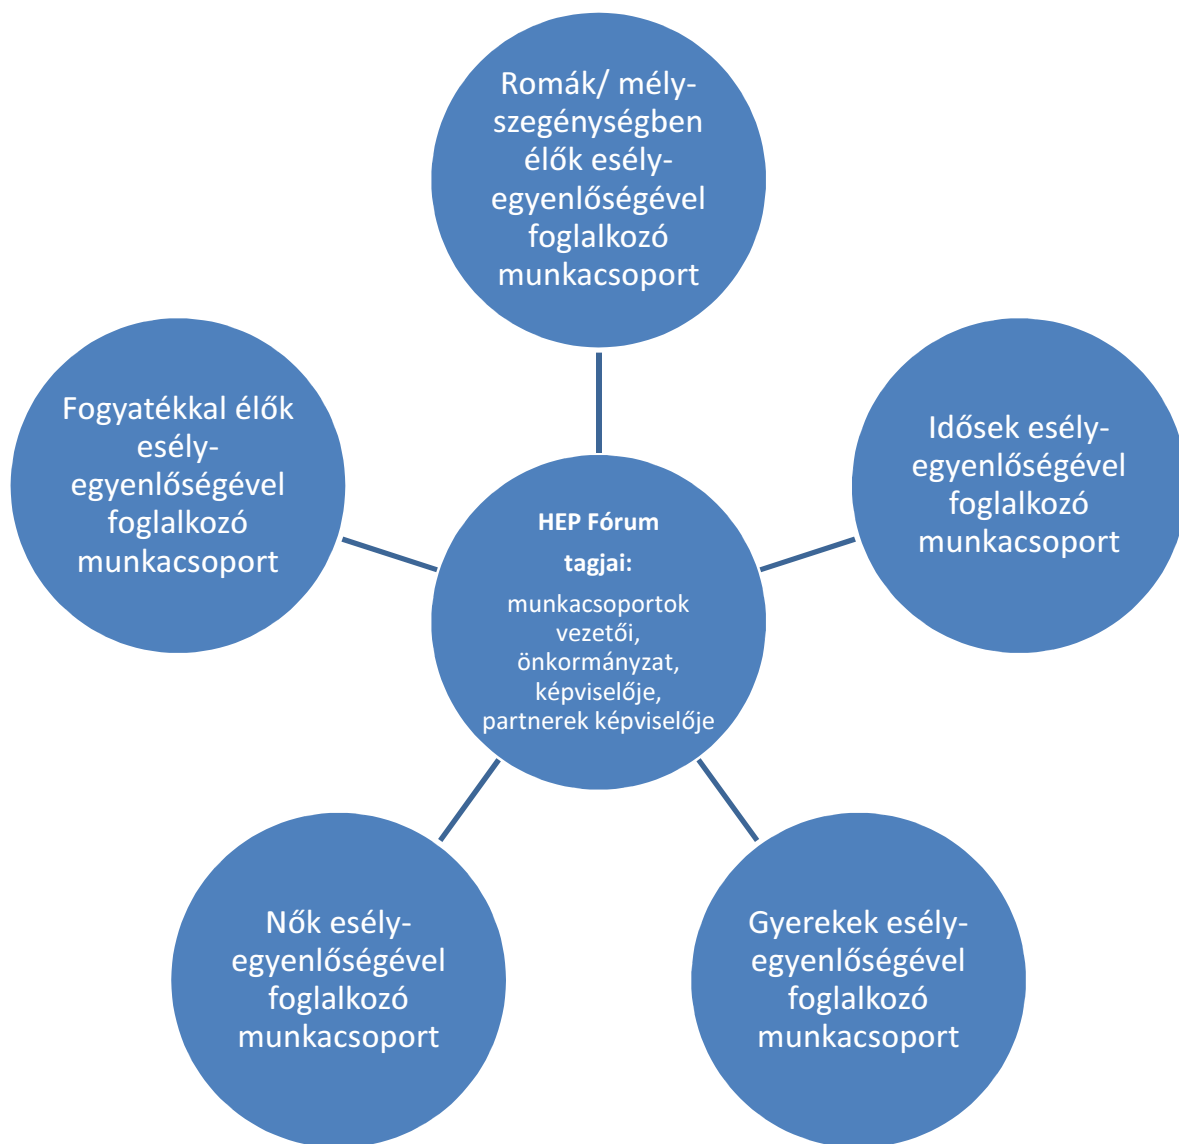 Romák/ mély-
szegénységben
élők esély-
egyenlőségével
foglalkozó
munkacsoport
Fogyatékkal élők
esély-
egyenlőségével
foglalkozó
munkacsoport
Idősek esély-
egyenlőségével
foglalkozó
munkacsoport
HEP Fórum
tagjai:
munkacsoportok
vezetői,
önkormányzat,
képviselője,
partnerek képviselője
Nők esély-
egyenlőségével
foglalkozó
munkacsoport
Gyerekek esély-
egyenlőségével
foglalkozó
munkacsoport